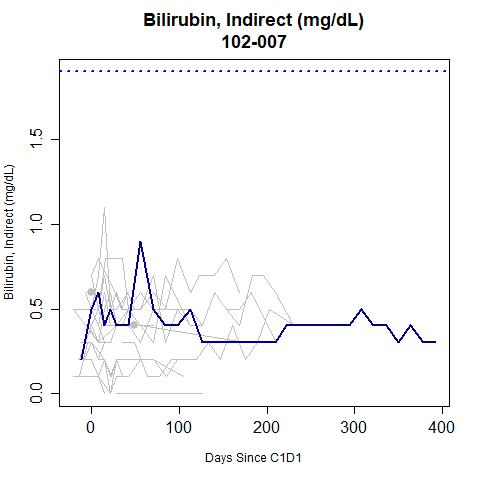 Bilirubin, Indirect (mg/dL)
102-007
Bilirubin, Indirect (mg/dL)
1.5
1.0
0.5
0.0
0 100 200 300 400
Days Since C1D1